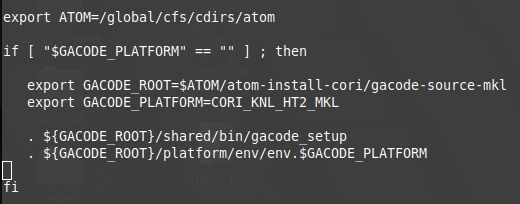 export ATOM=/global/cfs/cdirs/atom
if [ "$GACODE_PLATFORM" == "" ] ; then
export GACODE_ROOT=$ATOM/atom-install-cori/gacode-source-mkl
export GACODE_PLATFORM=CORI_KNL_HT2_MKL
. ${GACODE_ROOT}/shared/bin/gacode_setup
. ${GACODE_ROOT}/platform/env/env.$GACODE_PLATFORM
fi